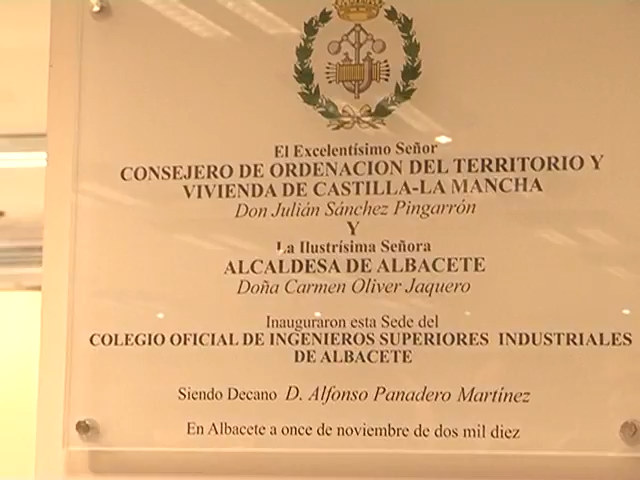 El Excelentísimo Señor
CONSEJERO DE ORDENACION DEL TERRITORIO Y
VIVIENDA DE CASTILLA-LA MANCHA
Don Julián Sánchez Pingarrón
Y
La Ilustrísima Señora
ALCALDESA DE ALBACETE
Doña Carmen Oliver Jaquero
Inauguraron esta Sede del
COLEGIO OFICIAL DE INGENIEROS SUPERIORES INDUSTRIALES
DE ALBACETE
Siendo Decano D. Alfonso Panadero Martínez
En Albacete a once de noviembre de dos mil diez